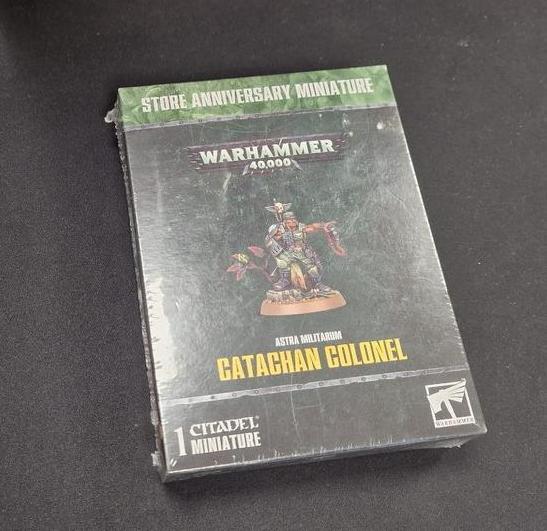 STORE ANNIVERSARY MINIATURE
WARHAMMER
40,000
ASTRA MILITARUM
CATACHAN COLONEL
1 CITADEL®
MINIATURE
WARHAMMER